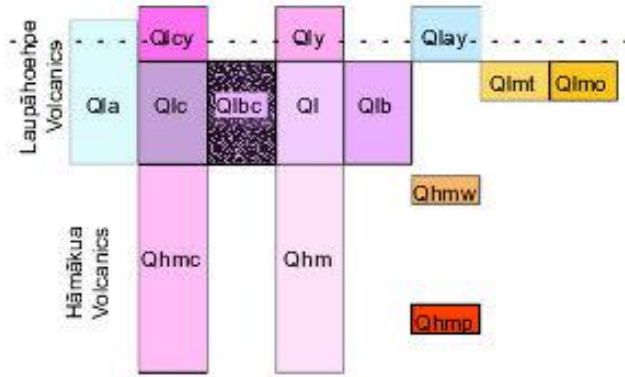 Laupāhoehoe
Volcanics
Qlcy
Qly
Qlay
Qla
Qlc
Qlbc
Ql
Qlb
Qlmt
Qlmo
Hāmākua
Volcanics
Qhmw
Qhmc
Qhm
Qhmp